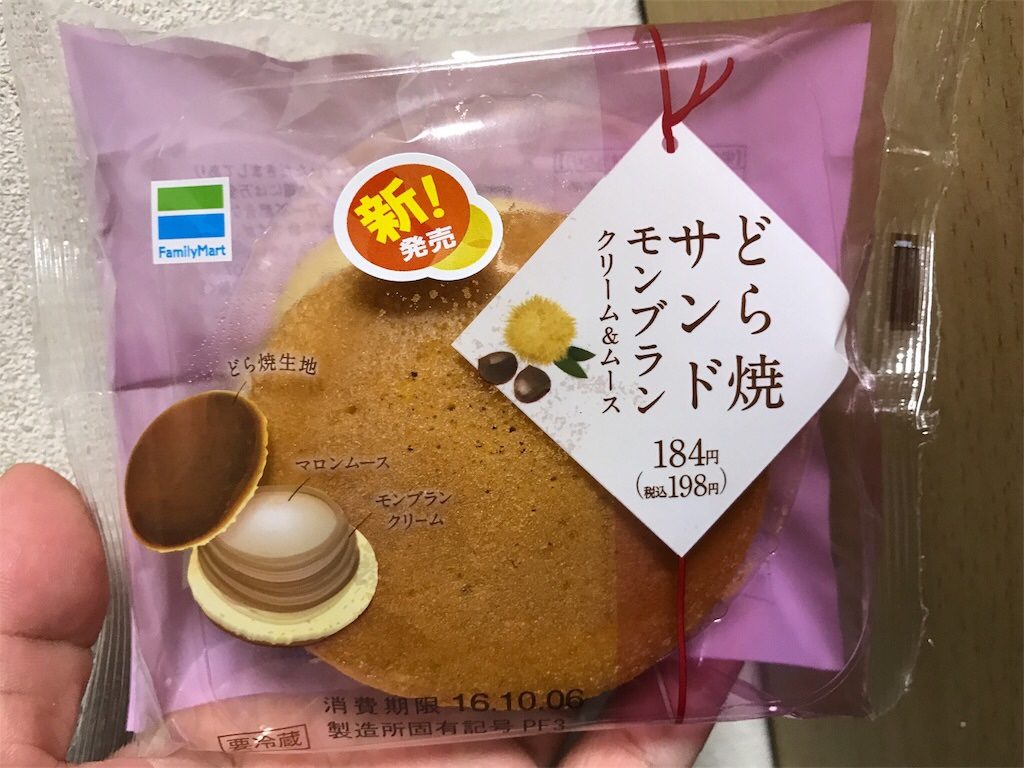 FamilyMart
新!
発売
どら焼
サンド
モンブラン
クリーム&ムース
184円
(税込198円)
どら焼生地
マロンムース
モンブラン
クリーム
消費期限 16.10.06
製造所固有記号 PF3
要冷蔵